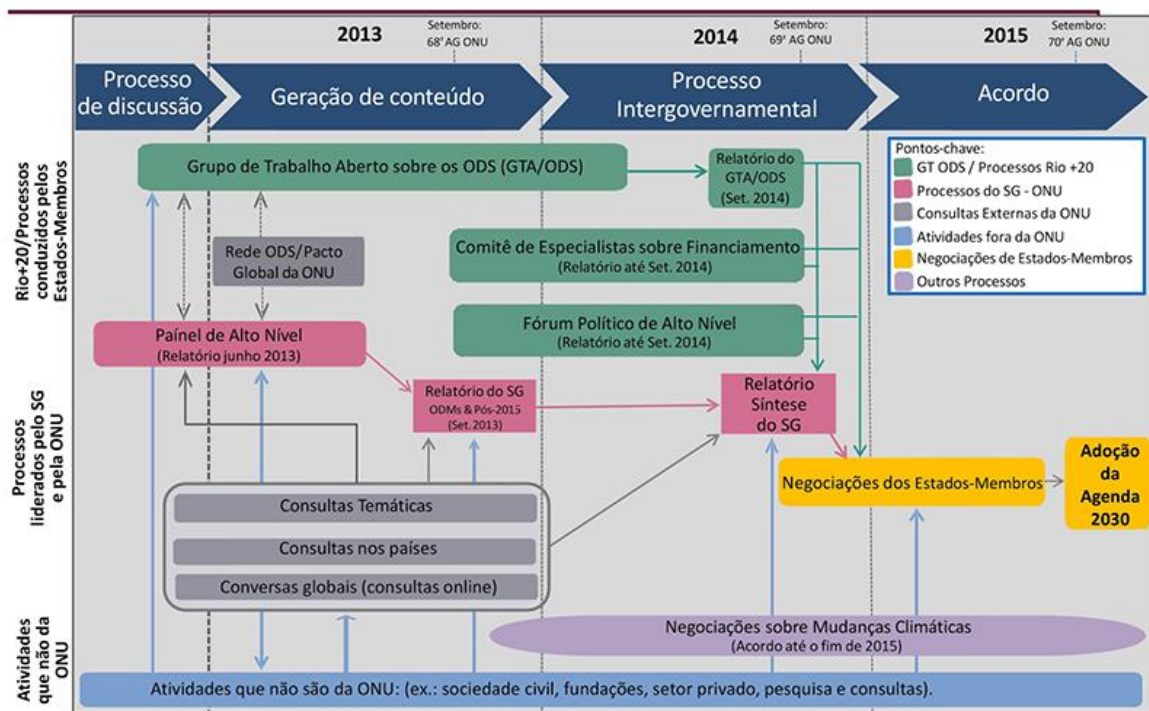 2013
Setembro:
68ª AG ONU
2014
Setembro:
69ª AG ONU
2015
Setembro:
70ª AG ONU
Processo
de discussão
Geração de conteúdo
Processo
Intergovernamental
Acordo
Rio+20/Processos
conduzidos pelos
Estados-Membros
Grupo de Trabalho Aberto sobre os ODS (GTA/ODS)
Relatório do
GTA/ODS
(Set. 2014)
Pontos-chave:
GT ODS / Processos Rio +20
Processos do SG - ONU
Consultas Externas da ONU
Atividades fora da ONU
Negociações de Estados-Membros
Outros Processos
Rede ODS/Pacto
Global da ONU
Comitê de Especialistas sobre Financiamento
(Relatório até Set. 2014)
Fórum Político de Alto Nível
(Relatório até Set. 2014)
Paínel de Alto Nível
(Relatório junho 2013)
Processos
liderados pelo SG
e pela ONU
Relatório do SG
ODMs & Pós-2015
(Set. 2013)
Relatório
Síntese
do SG
Negociações dos Estados-Membros
Adoção
da
Agenda
2030
Consultas Temáticas
Consultas nos países
Conversas globais (consultas online)
Atividades
que não da
ONU
Negociações sobre Mudanças Climáticas
(Acordo até o fim de 2015)
Atividades que não são da ONU: (ex.: sociedade civil, fundações, setor privado, pesquisa e consultas).